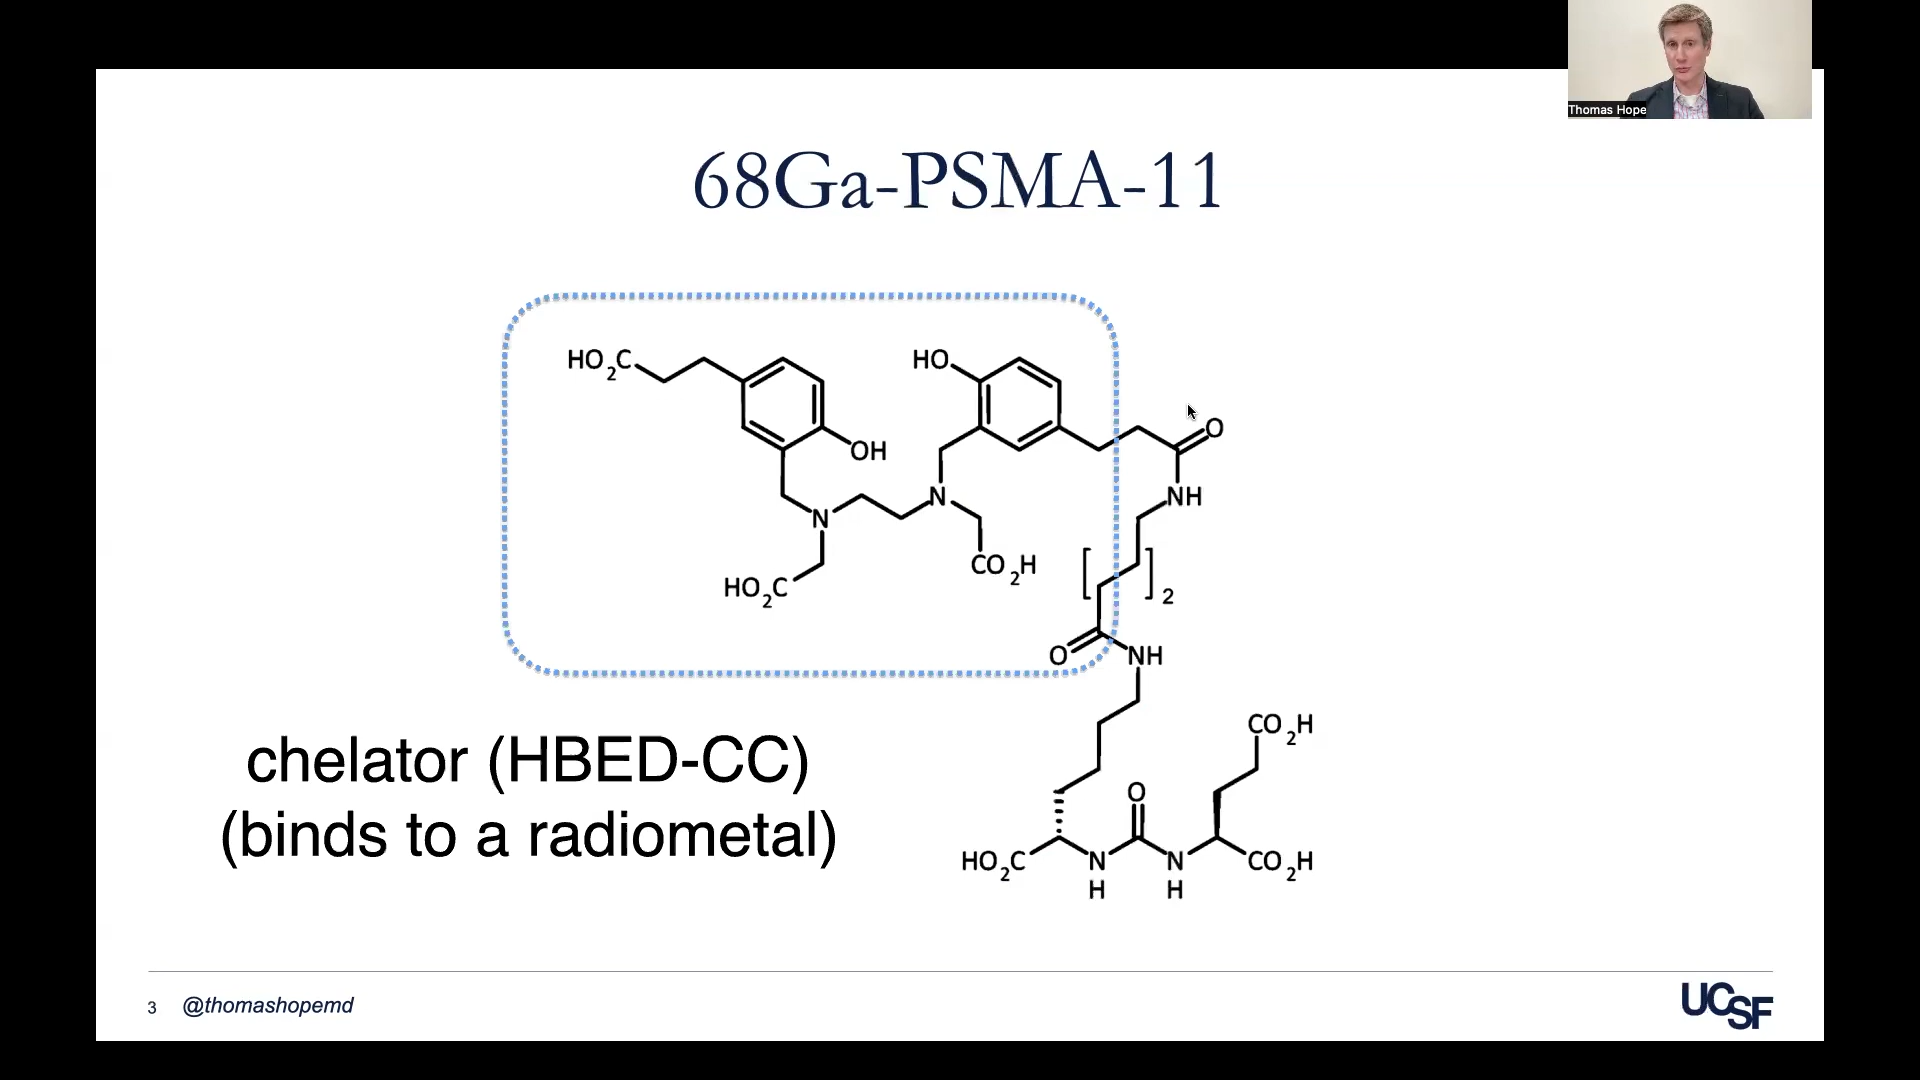 Thomas Hope
68Ga-PSMA-11
HO2C
HO
O
OH
NH
N
N
CO2H
HO2C
2
O
NH
chelator (HBED-CC)
(binds to a radiometal)
CO2H
O
HO2C
N
N
CO2H
H
H
3 @thomashopemd
UCSF